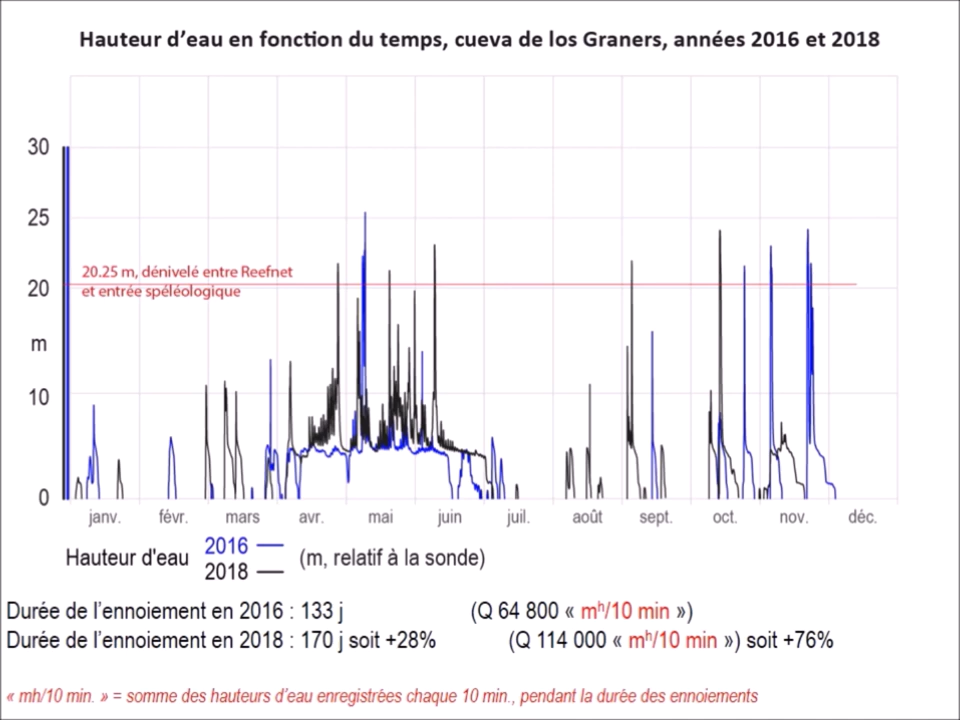 Hauteur d’eau en fonction du temps, cueva de los Graners, années 2016 et 2018
30
25
20.25 m, dénivelé entre Reefnet
et entrée spéléologique
20
m
10
0
janv. févr. mars avr. mai juin juil. août sept. oct. nov. déc.
Hauteur d'eau 2016 (m, relatif à la sonde)
2018
Durée de l’ennoiement en 2016 : 133 j (Q 64 800 « mʰ/10 min »)
Durée de l’ennoiement en 2018 : 170 j soit +28% (Q 114 000 « mʰ/10 min ») soit +76%
« mh/10 min. » = somme des hauteurs d’eau enregistrées chaque 10 min., pendant la durée des ennoiements